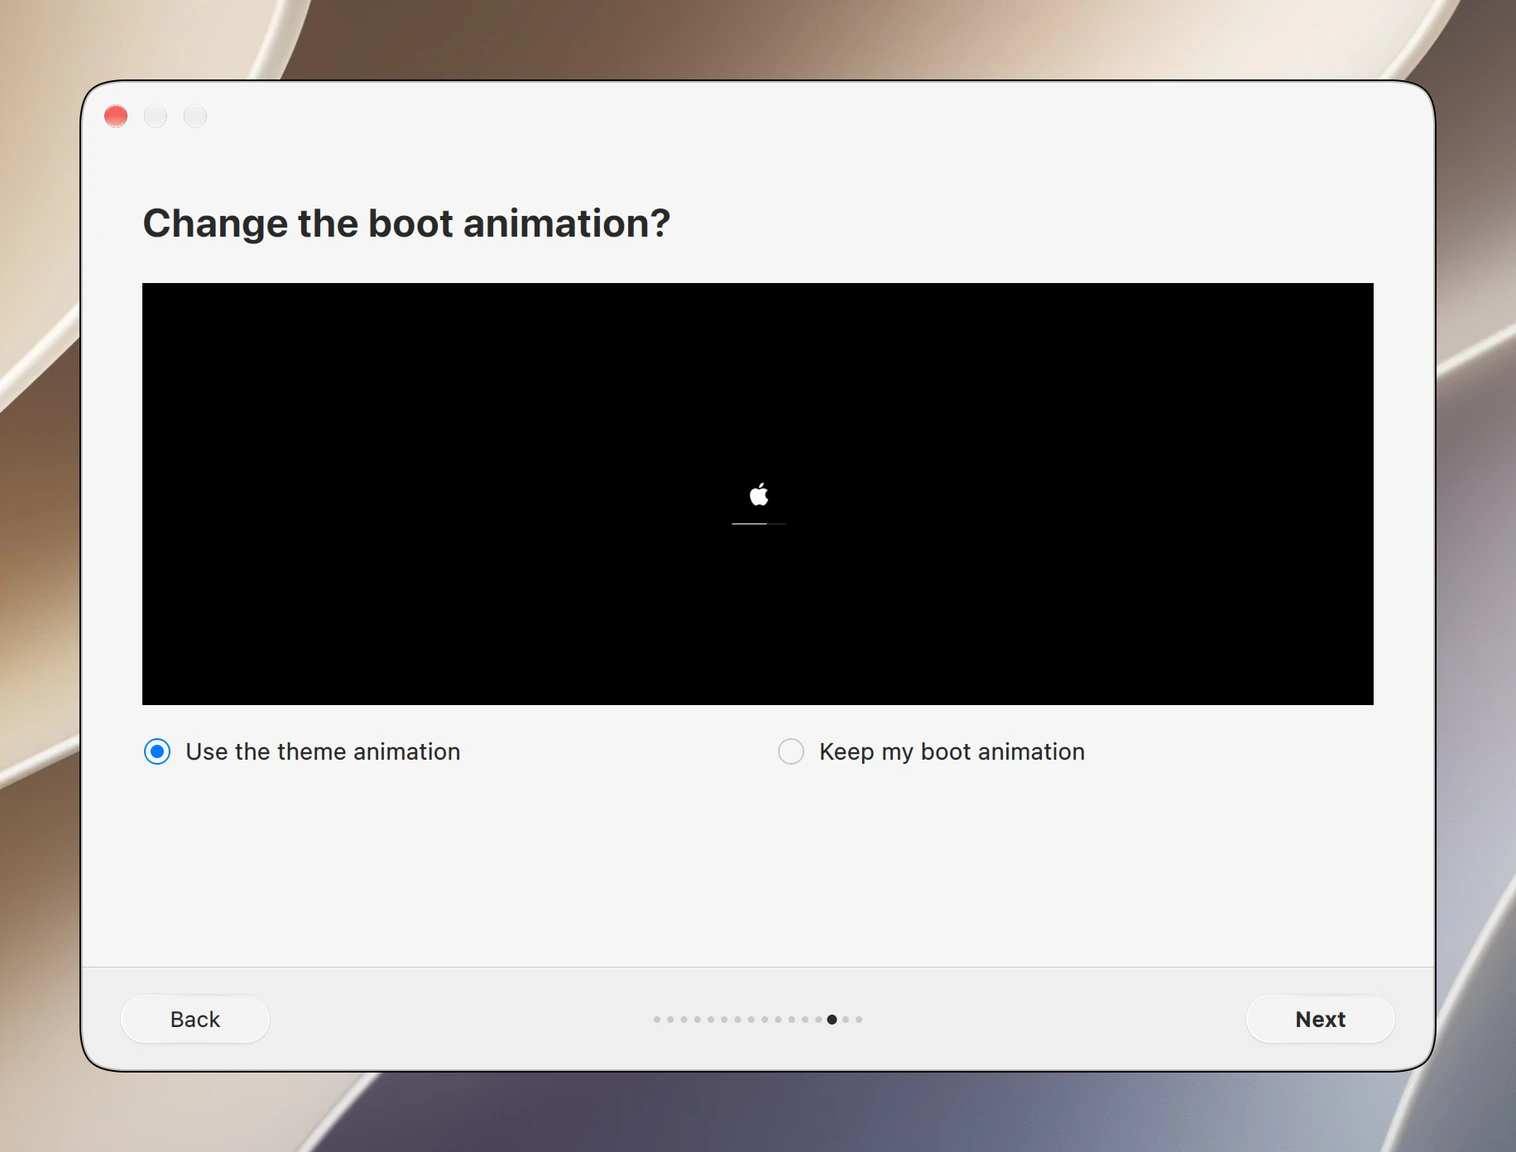 Change the boot animation?
Use the theme animation
Keep my boot animation
Back
Next